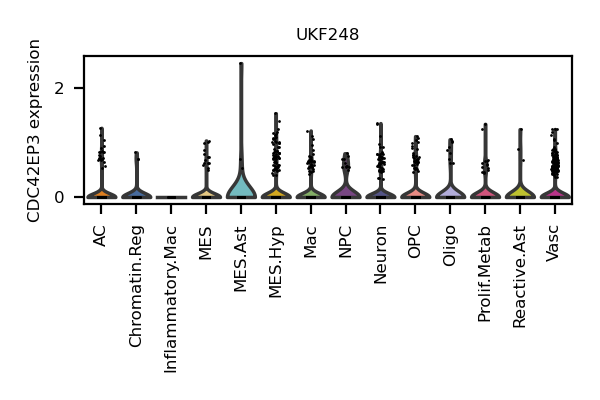 UKF248
CDC42EP3 expression
2
0
AC
Chromatin.Reg
Inflammatory.Mac
MES
MES.Ast
MES.Hyp
Mac
NPC
Neuron
OPC
Oligo
Prolif.Metab
Reactive.Ast
Vasc